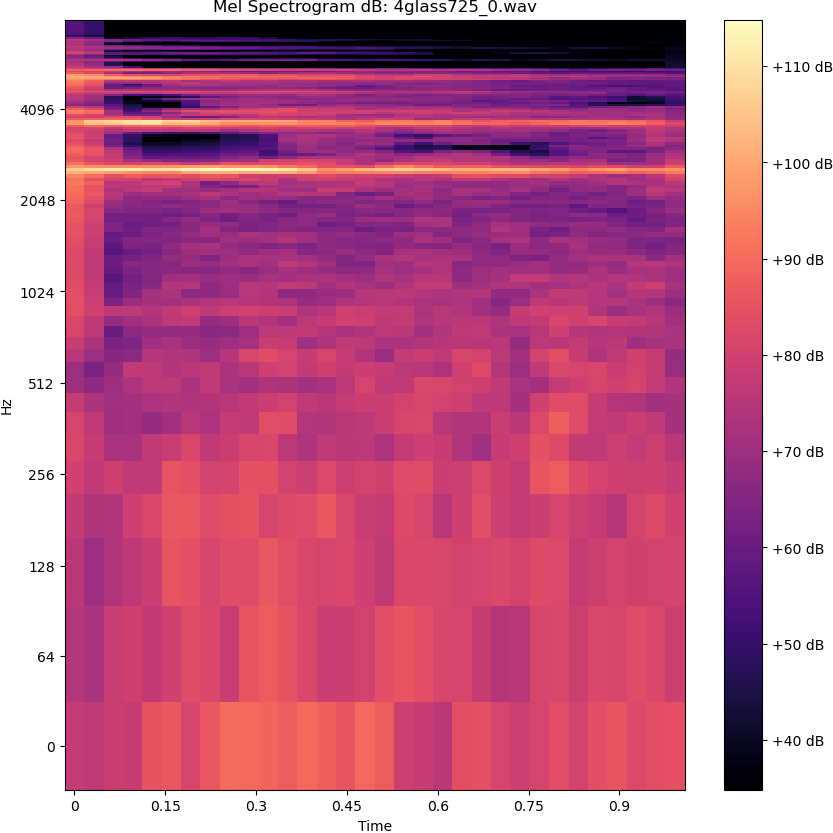 Mel Spectrogram dB: 4glass725_0.wav
Hz
4096
2048
1024
512
256
128
64
0
0 0.15 0.3 0.45 0.6 0.75 0.9
Time
+110 dB
+100 dB
+90 dB
+80 dB
+70 dB
+60 dB
+50 dB
+40 dB